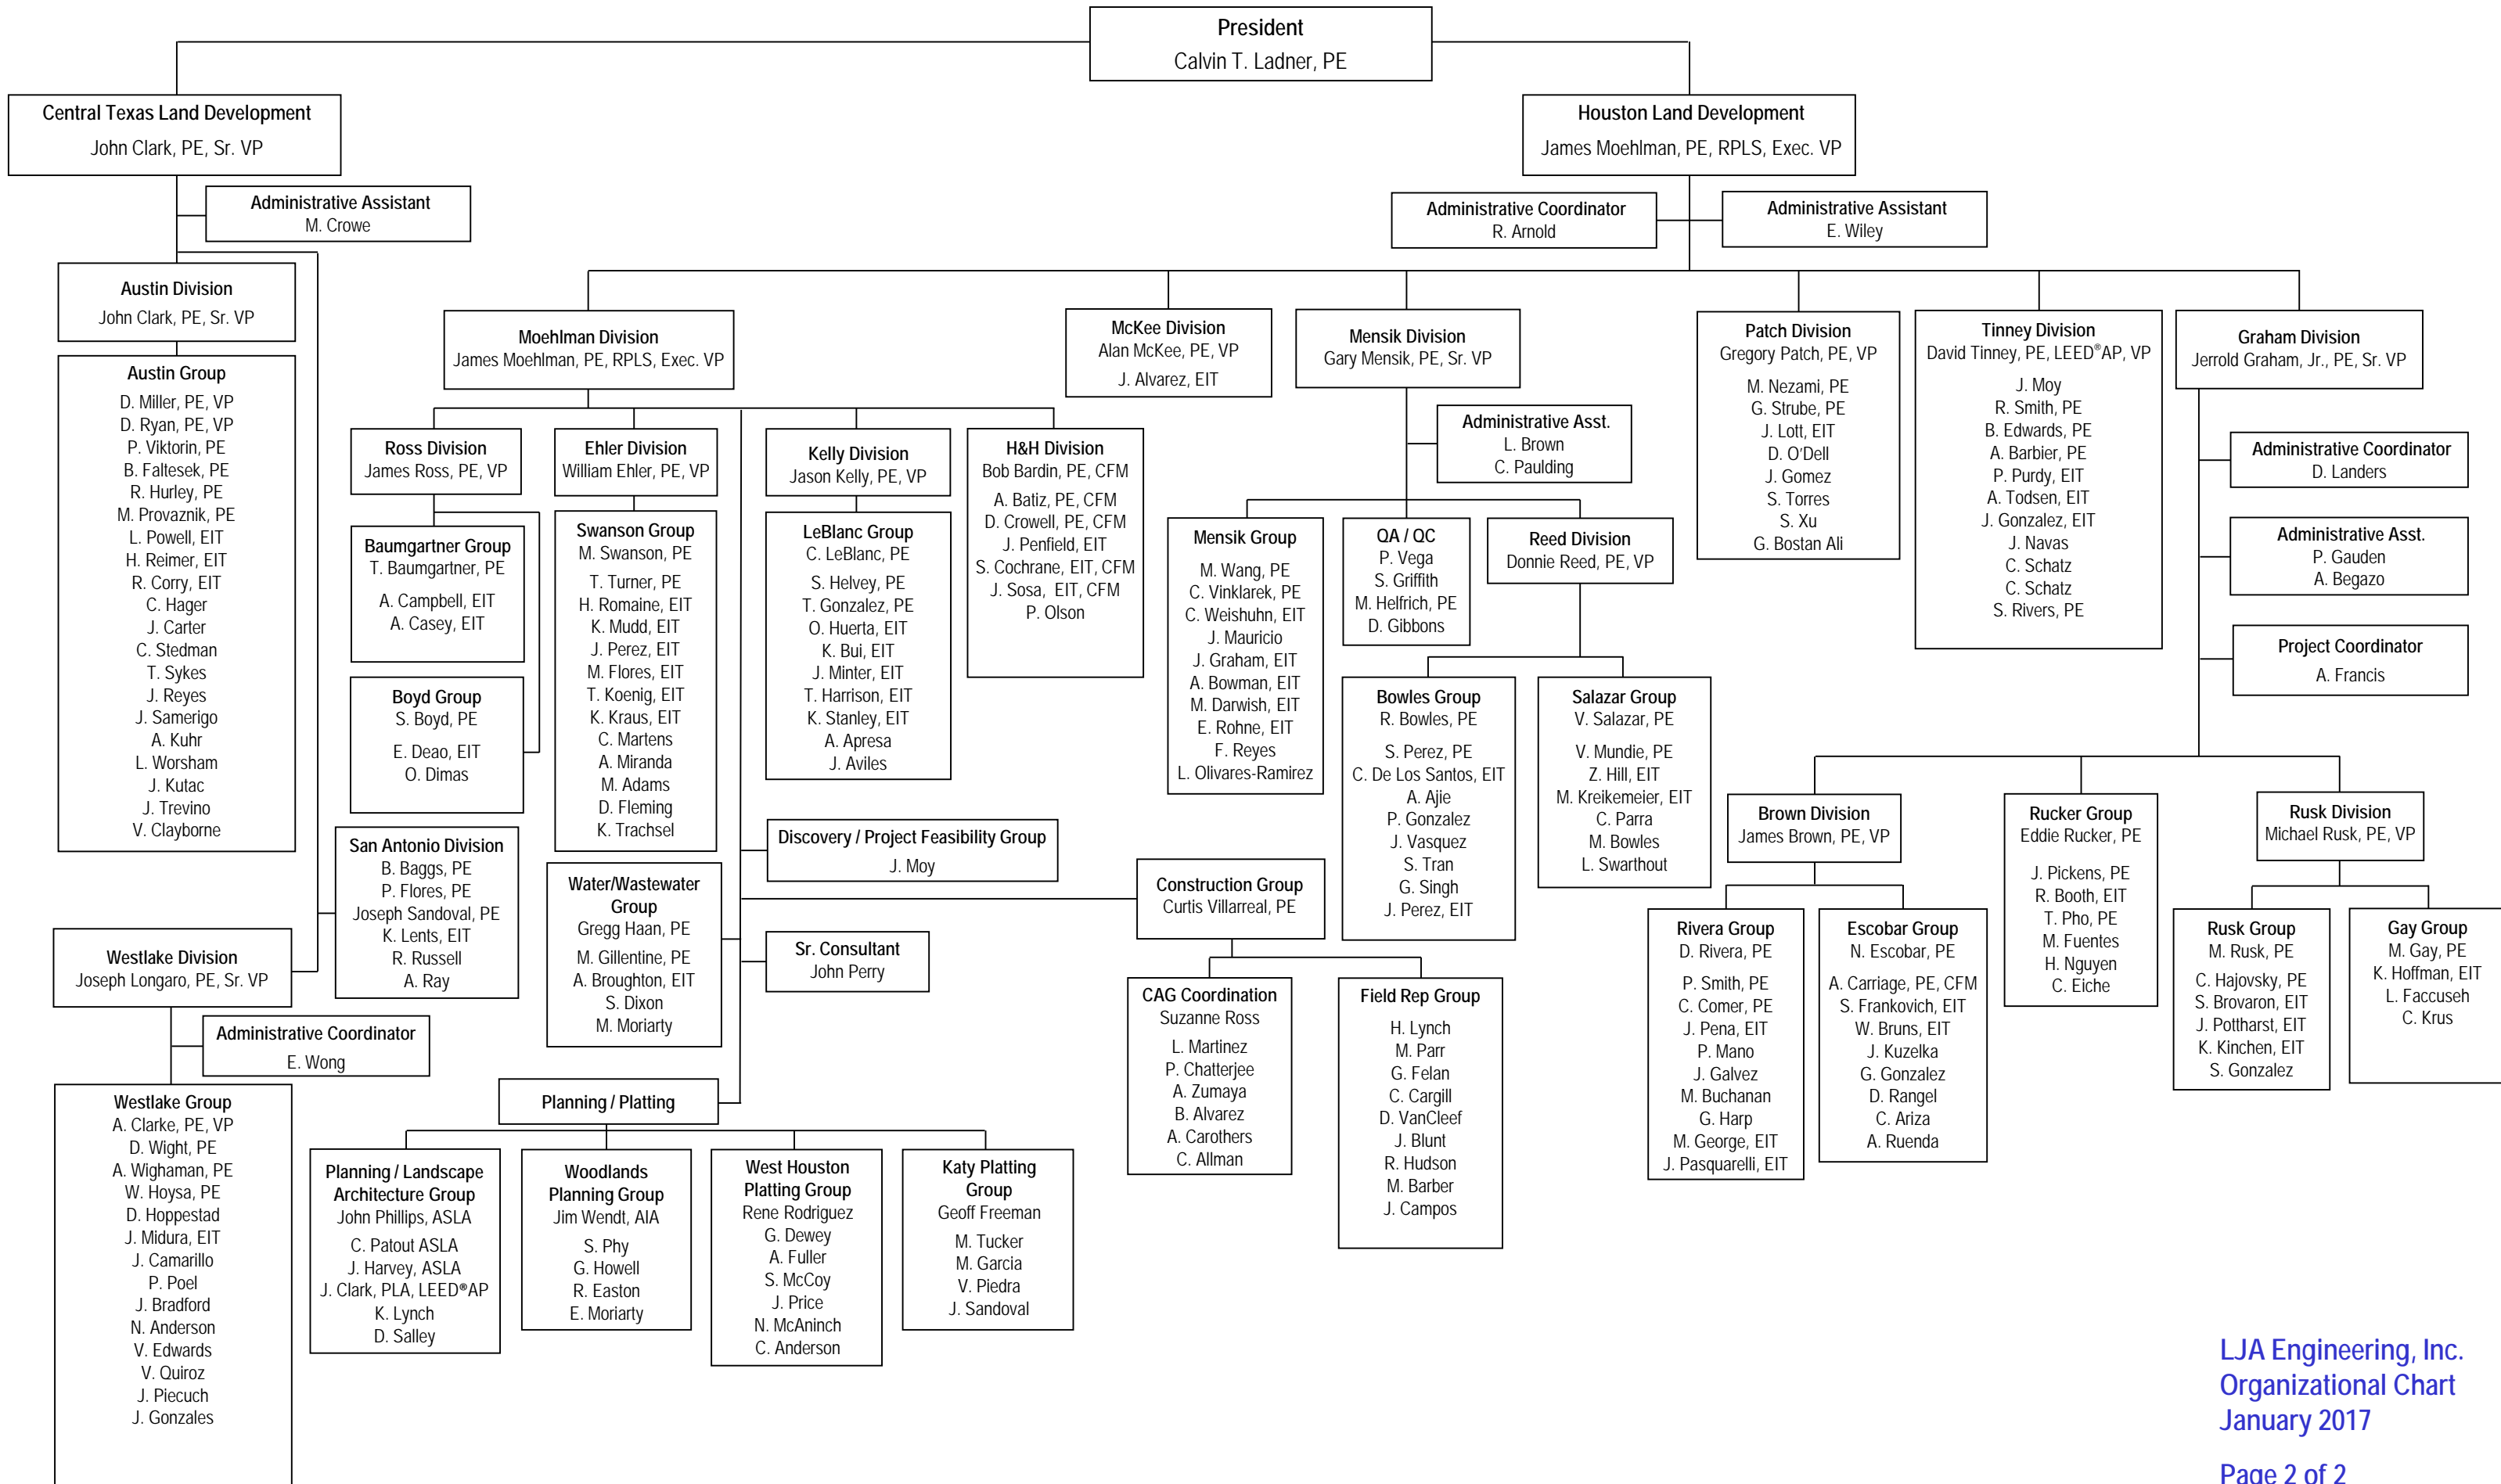 President
Calvin T. Ladner, PE
Central Texas Land Development
John Clark, PE, Sr. VP
Houston Land Development
James Moehlman, PE, RPLS, Exec. VP
Administrative Assistant
M. Crowe
Administrative Coordinator
R. Arnold
Administrative Assistant
E. Wiley
Austin Division
John Clark, PE, Sr. VP
Austin Group
D. Miller, PE, VP
D. Ryan, PE, VP
P. Viktorin, PE
B. Faltesek, PE
R. Hurley, PE
M. Provaznik, PE
L. Powell, EIT
H. Reimer, EIT
R. Corry, EIT
C. Hager
J. Carter
C. Stedman
T. Sykes
J. Reyes
J. Samerigo
A. Kuhr
L. Worsham
J. Kutac
J. Trevino
V. Clayborne
San Antonio Division
B. Baggs, PE
P. Flores, PE
Joseph Sandoval, PE
K. Lents, EIT
R. Russell
A. Ray
Westlake Division
Joseph Longaro, PE, Sr. VP
Administrative Coordinator
E. Wong
Westlake Group
A. Clarke, PE, VP
D. Wight, PE
A. Wighaman, PE
W. Hoysa, PE
D. Hoppestad
J. Midura, EIT
J. Camarillo
P. Poel
J. Bradford
N. Anderson
V. Edwards
V. Quiroz
J. Piecuch
J. Gonzales
Moehlman Division
James Moehlman, PE, RPLS, Exec. VP
Ross Division
James Ross, PE, VP
Baumgartner Group
T. Baumgartner, PE
A. Campbell, EIT
A. Casey, EIT
Boyd Group
S. Boyd, PE
E. Deao, EIT
O. Dimas
Ehler Division
William Ehler, PE, VP
Swanson Group
M. Swanson, PE
T. Turner, PE
H. Romaine, EIT
K. Mudd, EIT
J. Perez, EIT
M. Flores, EIT
T. Koenig, EIT
K. Kraus, EIT
C. Martens
A. Miranda
M. Adams
D. Fleming
K. Trachsel
Kelly Division
Jason Kelly, PE, VP
LeBlanc Group
C. LeBlanc, PE
S. Helvey, PE
T. Gonzalez, PE
O. Huerta, EIT
K. Bui, EIT
J. Minter, EIT
T. Harrison, EIT
K. Stanley, EIT
A. Apresa
J. Aviles
H&H Division
Bob Bardin, PE, CFM
A. Batiz, PE, CFM
D. Crowell, PE, CFM
J. Penfield, EIT
S. Cochrane, EIT, CFM
J. Sosa, EIT, CFM
P. Olson
Discovery / Project Feasibility Group
J. Moy
Water/Wastewater
Group
Gregg Haan, PE
M. Gillentine, PE
A. Broughton, EIT
S. Dixon
M. Moriarty
Sr. Consultant
John Perry
Construction Group
Curtis Villarreal, PE
CAG Coordination
Suzanne Ross
L. Martinez
P. Chatterjee
A. Zumaya
B. Alvarez
A. Carothers
C. Allman
Field Rep Group
H. Lynch
M. Parr
G. Felan
C. Cargill
D. VanCleef
J. Blunt
R. Hudson
M. Barber
J. Campos
Planning / Platting
Planning / Landscape
Architecture Group
John Phillips, ASLA
C. Patout ASLA
J. Harvey, ASLA
J. Clark, PLA, LEED®AP
K. Lynch
D. Salley
Woodlands
Planning Group
Jim Wendt, AIA
S. Phy
G. Howell
R. Easton
E. Moriarty
West Houston
Platting Group
Rene Rodriguez
G. Dewey
A. Fuller
S. McCoy
J. Price
N. McAninch
C. Anderson
Katy Platting
Group
Geoff Freeman
M. Tucker
M. Garcia
V. Piedra
J. Sandoval
McKee Division
Alan McKee, PE, VP
J. Alvarez, EIT
Mensik Division
Gary Mensik, PE, Sr. VP
Administrative Asst.
L. Brown
C. Paulding
Mensik Group
M. Wang, PE
C. Vinklarek, PE
C. Weishuhn, EIT
J. Mauricio
J. Graham, EIT
A. Bowman, EIT
M. Darwish, EIT
E. Rohne, EIT
F. Reyes
L. Olivares-Ramirez
QA / QC
P. Vega
S. Griffith
M. Helfrich, PE
D. Gibbons
Reed Division
Donnie Reed, PE, VP
Bowles Group
R. Bowles, PE
S. Perez, PE
C. De Los Santos, EIT
A. Ajie
P. Gonzalez
J. Vasquez
S. Tran
G. Singh
J. Perez, EIT
Salazar Group
V. Salazar, PE
V. Mundie, PE
Z. Hill, EIT
M. Kreikemeier, EIT
C. Parra
M. Bowles
L. Swarthout
Patch Division
Gregory Patch, PE, VP
M. Nezami, PE
G. Strube, PE
J. Lott, EIT
D. O'Dell
J. Gomez
S. Torres
S. Xu
G. Bostan Ali
Tinney Division
David Tinney, PE, LEED®AP, VP
J. Moy
R. Smith, PE
B. Edwards, PE
A. Barbier, PE
P. Purdy, EIT
A. Todsen, EIT
J. Gonzalez, EIT
J. Navas
C. Schatz
C. Schatz
S. Rivers, PE
Graham Division
Jerrold Graham, Jr., PE, Sr. VP
Administrative Coordinator
D. Landers
Administrative Asst.
P. Gauden
A. Begazo
Project Coordinator
A. Francis
Brown Division
James Brown, PE, VP
Rivera Group
D. Rivera, PE
P. Smith, PE
C. Comer, PE
J. Pena, EIT
P. Mano
J. Galvez
M. Buchanan
G. Harp
M. George, EIT
J. Pasquarelli, EIT
Escobar Group
N. Escobar, PE
A. Carriage, PE, CFM
S. Frankovich, EIT
W. Bruns, EIT
J. Kuzelka
G. Gonzalez
D. Rangel
C. Ariza
A. Ruenda
Rucker Group
Eddie Rucker, PE
J. Pickens, PE
R. Booth, EIT
T. Pho, PE
M. Fuentes
H. Nguyen
C. Eiche
Rusk Division
Michael Rusk, PE, VP
Rusk Group
M. Rusk, PE
C. Hajovsky, PE
S. Brovaron, EIT
J. Pottharst, EIT
K. Kinchen, EIT
S. Gonzalez
Gay Group
M. Gay, PE
K. Hoffman, EIT
L. Faccuseh
C. Krus
LJA Engineering, Inc.
Organizational Chart
January 2017
Page 2 of 2